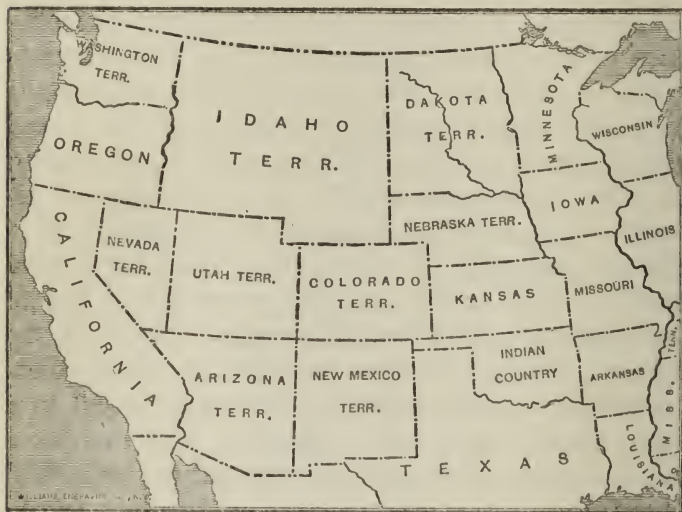 WASHINGTON
TERR.
OREGON
IDAHO
TERR.
DAKOTA
TERR.
MINNESOTA
WISCONSIN
IOWA
ILLINOIS
NEBRASKA TERR.
CALIFORNIA
NEVADA
TERR.
UTAH TERR.
COLORADO
TERR.
KANSAS
MISSOURI
ARIZONA
TERR.
NEW MEXICO
TERR.
INDIAN
COUNTRY
ARKANSAS
TENN.
MISS.
LOUISIANA
TEXAS